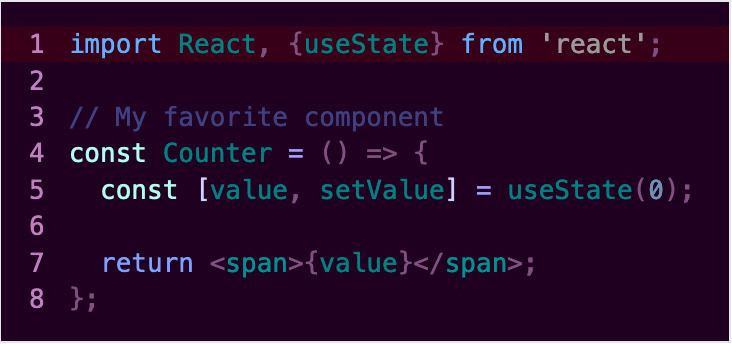 1 import React, {useState} from 'react';
2
3 // My favorite component
4 const Counter = () => {
5   const [value, setValue] = useState(0);
6
7   return <span>{value}</span>;
8 };